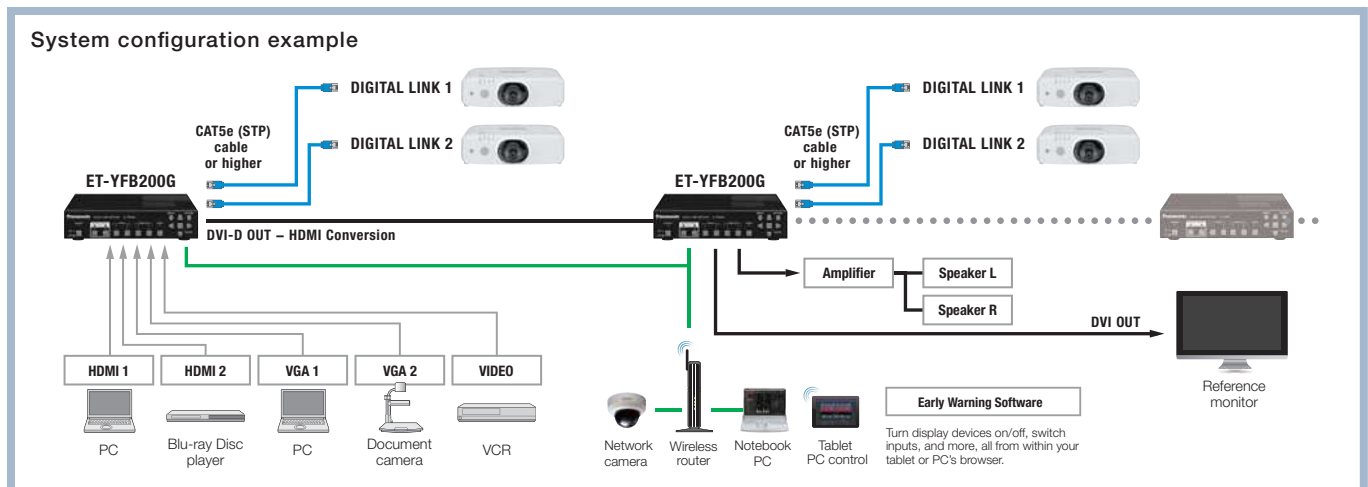 System configuration example
DIGITAL LINK 1
DIGITAL LINK 2
CAT5e (STP)
cable
or higher
ET-YFB200G
DIGITAL LINK 1
DIGITAL LINK 2
CAT5e (STP)
cable
or higher
ET-YFB200G
DVI-D OUT – HDMI Conversion
Amplifier
Speaker L
Speaker R
DVI OUT
HDMI 1
HDMI 2
VGA 1
VGA 2
VIDEO
PC
Blu-ray Disc
player
PC
Document
camera
VCR
Network
camera
Wireless
router
Notebook
PC
Tablet
PC control
Early Warning Software
Turn display devices on/off, switch
inputs, and more, all from within your
tablet or PC's browser.
Reference
monitor